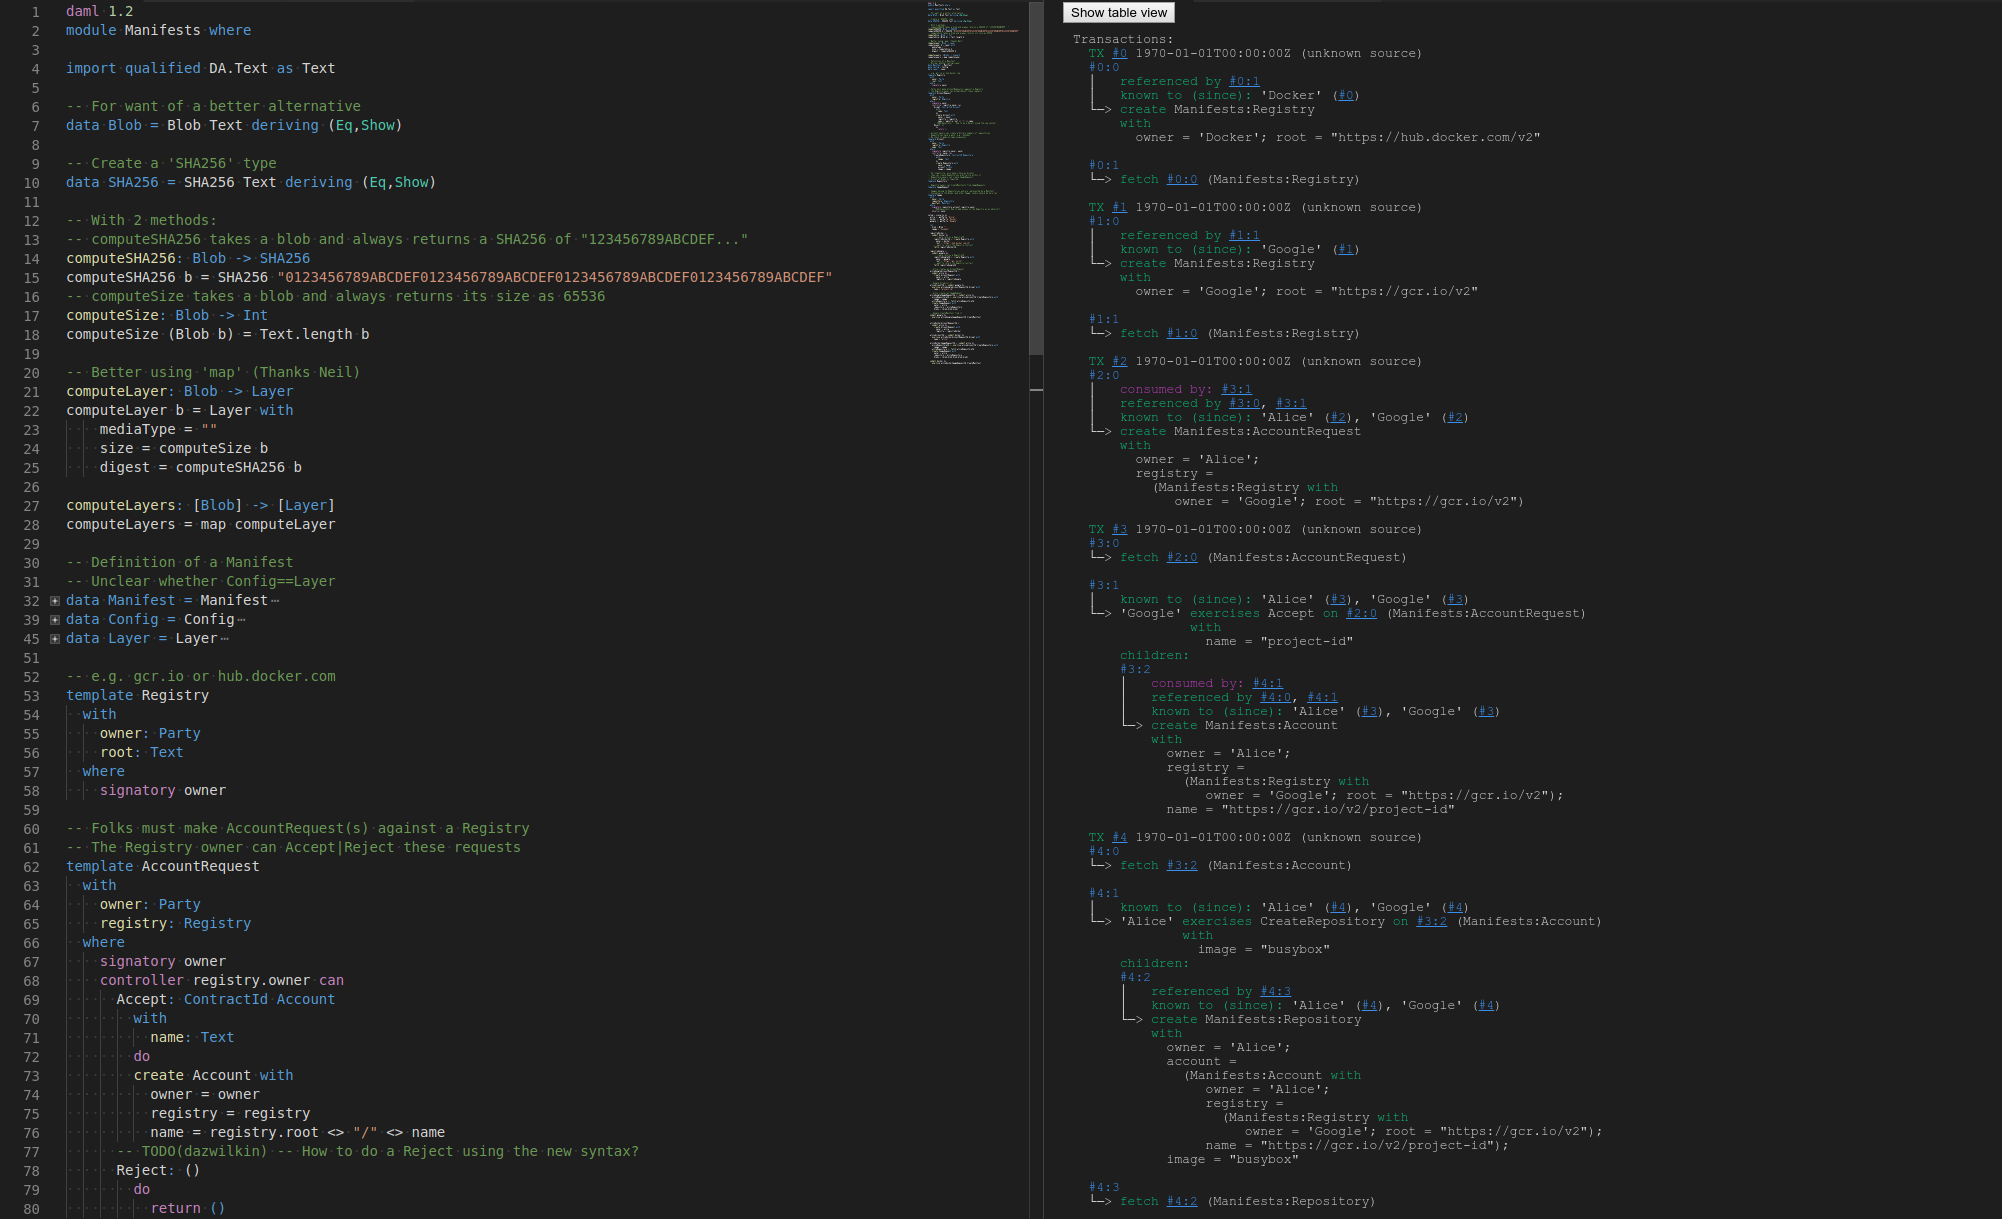 1 daml 1.2
2 module Manifests where
3
4 import qualified DA.Text as Text
5
6 -- For want of a better alternative
7 data Blob = Blob Text deriving (Eq,Show)
8
9 -- Create a 'SHA256' type
10 data SHA256 = SHA256 Text deriving (Eq,Show)
11
12 -- With 2 methods:
13 -- computeSHA256 takes a blob and always returns a SHA256 of "123456789ABCDEF..."
14 computeSHA256: Blob -> SHA256
15 computeSHA256 b = SHA256 "0123456789ABCDEF0123456789ABCDEF0123456789ABCDEF0123456789ABCDEF"
16 -- computeSize takes a blob and always returns its size as 65536
17 computeSize: Blob -> Int
18 computeSize (Blob b) = Text.length b
19
20 -- Better using 'map' (Thanks Neil)
21 computeLayer: Blob -> Layer
22 computeLayer b = Layer with
23 mediaType = ""
24 size = computeSize b
25 digest = computeSHA256 b
26
27 computeLayers: [Blob] -> [Layer]
28 computeLayers = map computeLayer
29
30 -- Definition of a Manifest
31 -- Unclear whether Config==Layer
32 data Manifest = Manifest…
39 data Config = Config…
45 data Layer = Layer…
51
52 -- e.g. gcr.io or hub.docker.com
53 template Registry
54 with
55 owner: Party
56 root: Text
57 where
58 signatory owner
59
60 -- Folks must make AccountRequest(s) against a Registry
61 -- The Registry owner can Accept|Reject these requests
62 template AccountRequest
63 with
64 owner: Party
65 registry: Registry
66 where
67 signatory owner
68 controller registry.owner can
69 Accept: ContractId Account
70 with
71 name: Text
72 do
73 create Account with
74 owner = owner
75 registry = registry
76 name = registry.root <> "/" <> name
77 -- TODO(dazwilkin) -- How to do a Reject using the new syntax?
78 Reject: ()
79 do
80 return ()
Show table view
Transactions:
TX #0 1970-01-01T00:00:00Z (unknown source)
#0:0
│ referenced by #0:1
│ known to (since): 'Docker' (#0)
└─> create Manifests:Registry
with
owner = 'Docker'; root = "https://hub.docker.com/v2"
#0:1
└─> fetch #0:0 (Manifests:Registry)
TX #1 1970-01-01T00:00:00Z (unknown source)
#1:0
│ referenced by #1:1
│ known to (since): 'Google' (#1)
└─> create Manifests:Registry
with
owner = 'Google'; root = "https://gcr.io/v2"
#1:1
└─> fetch #1:0 (Manifests:Registry)
TX #2 1970-01-01T00:00:00Z (unknown source)
#2:0
│ consumed by: #3:1
│ referenced by #3:0, #3:1
│ known to (since): 'Alice' (#2), 'Google' (#2)
└─> create Manifests:AccountRequest
with
owner = 'Alice';
registry =
(Manifests:Registry with
owner = 'Google'; root = "https://gcr.io/v2")
TX #3 1970-01-01T00:00:00Z (unknown source)
#3:0
└─> fetch #2:0 (Manifests:AccountRequest)
#3:1
│ known to (since): 'Alice' (#3), 'Google' (#3)
└─> 'Google' exercises Accept on #2:0 (Manifests:AccountRequest)
with
name = "project-id"
children:
#3:2
│ consumed by: #4:1
│ referenced by #4:0, #4:1
│ known to (since): 'Alice' (#3), 'Google' (#3)
└─> create Manifests:Account
with
owner = 'Alice';
registry =
(Manifests:Registry with
owner = 'Google'; root = "https://gcr.io/v2");
name = "https://gcr.io/v2/project-id"
TX #4 1970-01-01T00:00:00Z (unknown source)
#4:0
└─> fetch #3:2 (Manifests:Account)
#4:1
│ known to (since): 'Alice' (#4), 'Google' (#4)
└─> 'Alice' exercises CreateRepository on #3:2 (Manifests:Account)
with
image = "busybox"
children:
#4:2
│ referenced by #4:3
│ known to (since): 'Alice' (#4), 'Google' (#4)
└─> create Manifests:Repository
with
owner = 'Alice';
account =
(Manifests:Account with
owner = 'Alice';
registry =
(Manifests:Registry with
owner = 'Google'; root = "https://gcr.io/v2");
name = "https://gcr.io/v2/project-id");
image = "busybox"
#4:3
└─> fetch #4:2 (Manifests:Repository)